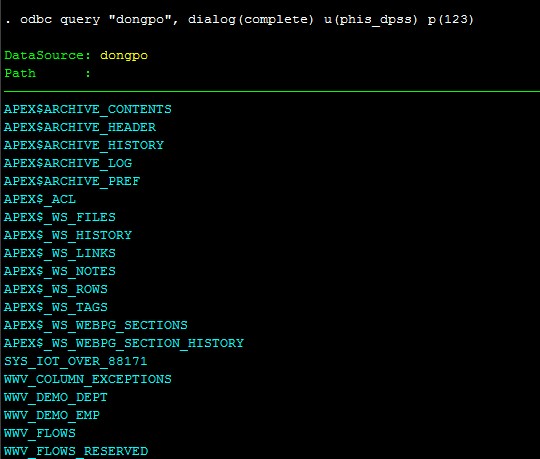 . odbc query "dongpo", dialog(complete) u(phis_dpss) p(123)
DataSource: dongpo
Path      :
APEX$ARCHIVE_CONTENTS
APEX$ARCHIVE_HEADER
APEX$ARCHIVE_HISTORY
APEX$ARCHIVE_LOG
APEX$ARCHIVE_PREF
APEX$_ACL
APEX$_WS_FILES
APEX$_WS_HISTORY
APEX$_WS_LINKS
APEX$_WS_NOTES
APEX$_WS_ROWS
APEX$_WS_TAGS
APEX$_WS_WEBPG_SECTIONS
APEX$_WS_WEBPG_SECTION_HISTORY
SYS_IOT_OVER_88171
WWV_COLUMN_EXCEPTIONS
WWV_DEMO_DEPT
WWV_DEMO_EMP
WWV_FLOWS
WWV_FLOWS_RESERVED